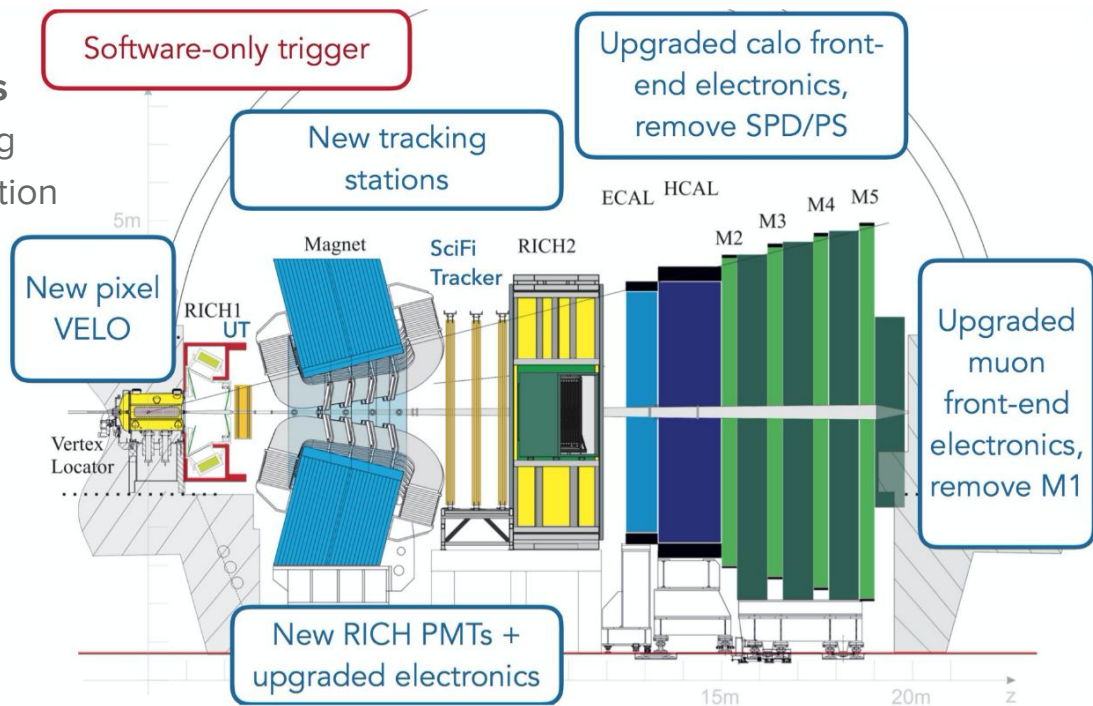 Software-only trigger
s
g
tion
New tracking
stations
Upgraded calo front-
end electronics,
remove SPD/PS
5m
New pixel
VELO
RICH1
UT
Magnet
SciFi
Tracker
RICH2
ECAL
HCAL
M2
M3
M4
M5
Upgraded
muon
front-end
electronics,
remove M1
Vertex
Locator
New RICH PMTs +
upgraded electronics
15m
20m
z